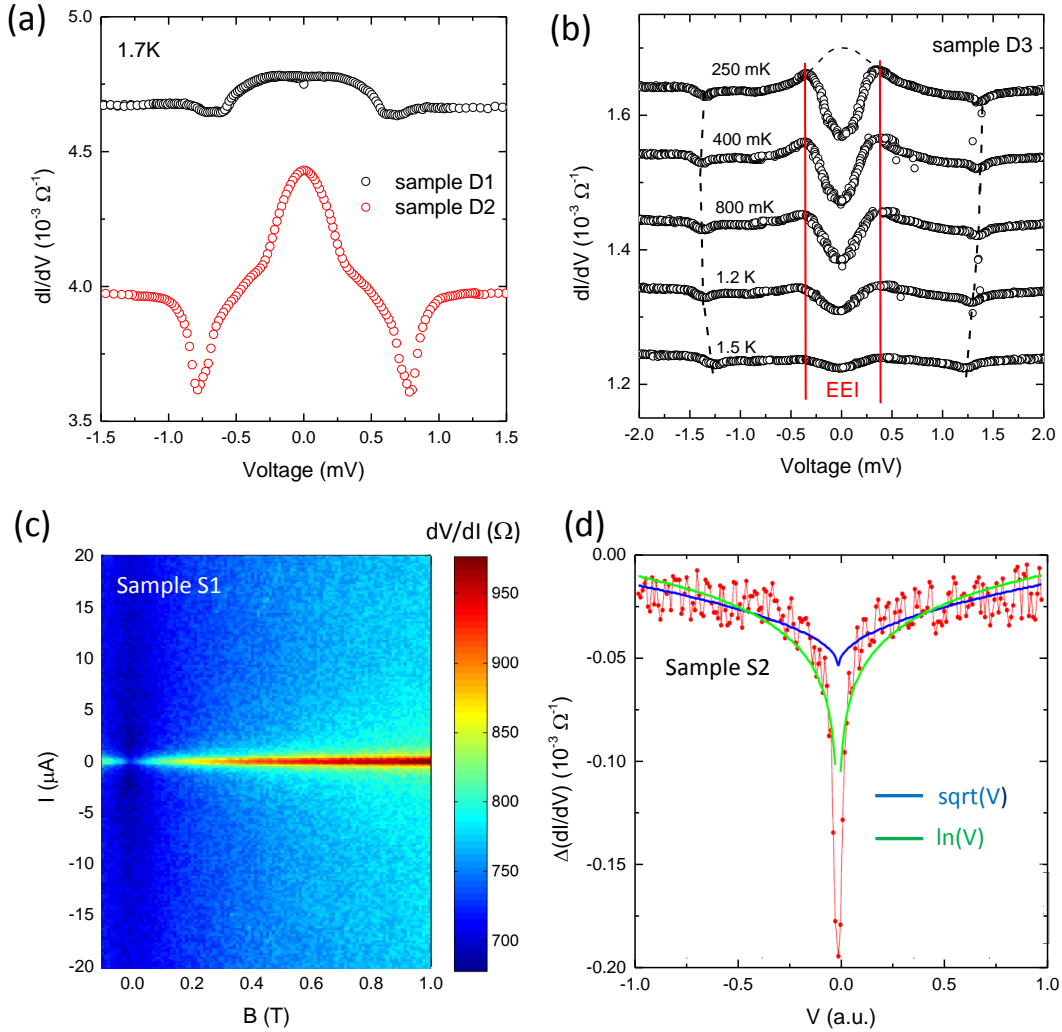 (a)
1.7K
5.0
4.5
4.0
3.5
dI/dV (10⁻³ Ω⁻¹)
sample D1
sample D2
-1.5 -1.0 -0.5 0.0 0.5 1.0 1.5
Voltage (mV)
(b)
sample D3
250 mK
400 mK
800 mK
1.2 K
1.5 K
EEI
1.6
1.4
1.2
dI/dV (10⁻³ Ω⁻¹)
-2.0 -1.5 -1.0 -0.5 0.0 0.5 1.0 1.5 2.0
Voltage (mV)
(c)
dV/dI (Ω)
Sample S1
20
15
10
5
0
-5
-10
-15
-20
I (μA)
0.0 0.2 0.4 0.6 0.8 1.0
B (T)
950
900
850
800
750
700
(d)
0.00
-0.05
-0.10
-0.15
-0.20
Δ(dI/dV) (10⁻³ Ω⁻¹)
Sample S2
sqrt(V)
ln(V)
-1.0 -0.5 0.0 0.5 1.0
V (a.u.)